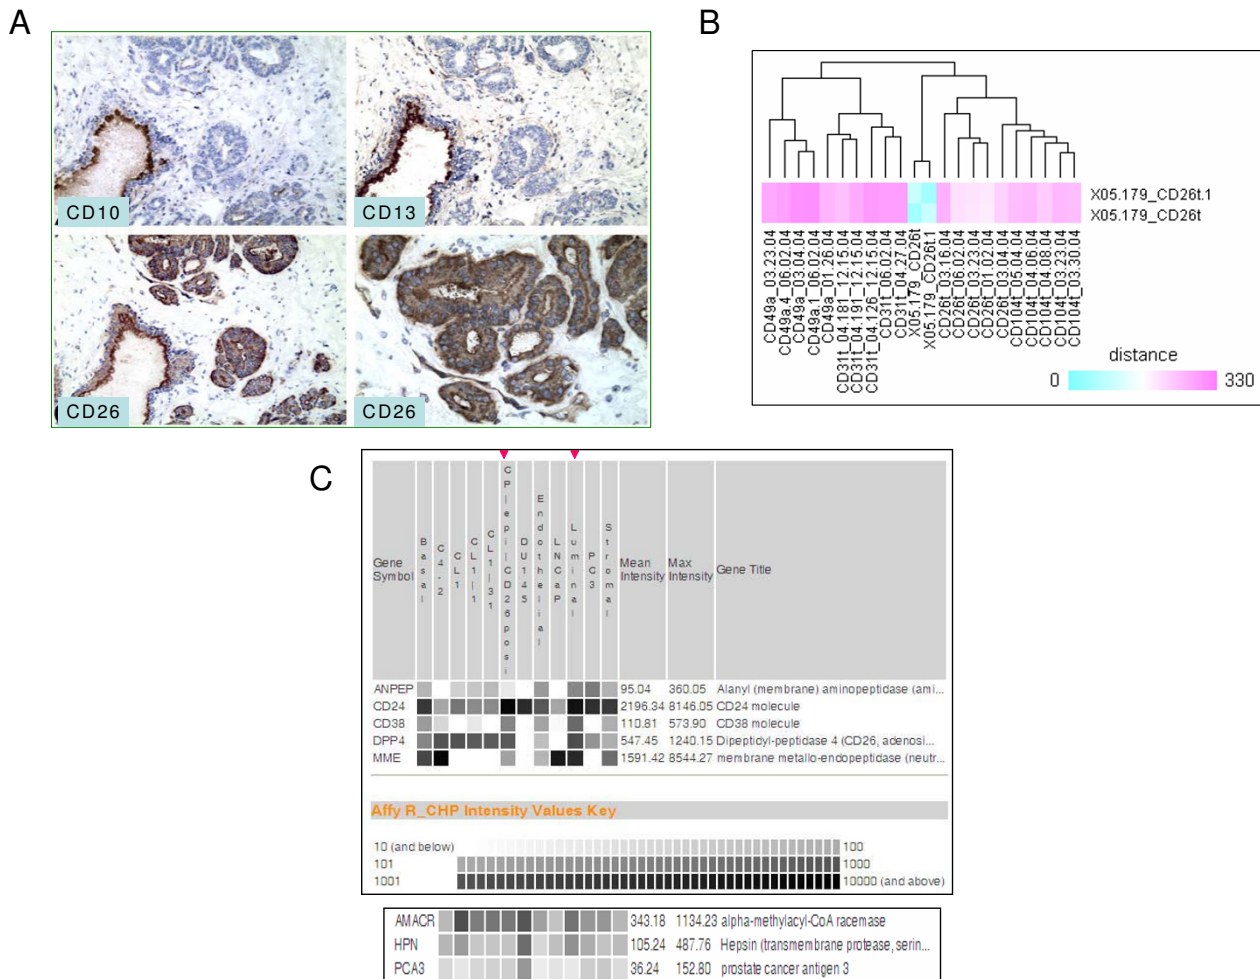 A
CD10
CD13
CD26
CD26
B
X05.179_CD26t.1
X05.179_CD26t
CD49a_03.23.04
CD49a.4_06.02.04
CD49a_03.04.04
CD49a.1_06.02.04
CD49a_01.26.04
CD31t_04.181_12.15.04
CD31t_04.191_12.15.04
CD31t_04.126_12.15.04
CD31t_06.02.04
CD31t_04.27.04
X05.179_CD26t
X05.179_CD26t.1
CD26t_03.16.04
CD26t_06.02.04
CD26t_03.23.04
CD26t_01.02.04
CD26t_03.04.04
CD104t_05.04.04
CD104t_04.06.04
CD104t_04.08.04
CD104t_03.23.04
CD104t_03.30.04
distance
0 330
C
Gene Symbol Basal C4-2 CL1 CL1|1 CL1|31 CP|epi|CD26posi DU145 Endothelial LNCaP Luminal PC3 Stromal Mean Intensity Max Intensity Gene Title
ANPEP 95.04 360.05 Alanyl (membrane) aminopeptidase (ami...
CD24 2196.34 8146.05 CD24 molecule
CD38 110.81 573.90 CD38 molecule
DPP4 547.45 1240.15 Dipeptidyl-peptidase 4 (CD26, adenosi...
MME 1591.42 8544.27 membrane metallo-endopeptidase (neutr...
Affy R_CHP Intensity Values Key
10 (and below) 100
101 1000
1001 10000 (and above)
AMACR 343.18 1134.23 alpha-methylacyl-CoA racemase
HPN 105.24 487.76 Hepsin (transmembrane protease, serin...
PCA3 36.24 152.80 prostate cancer antigen 3